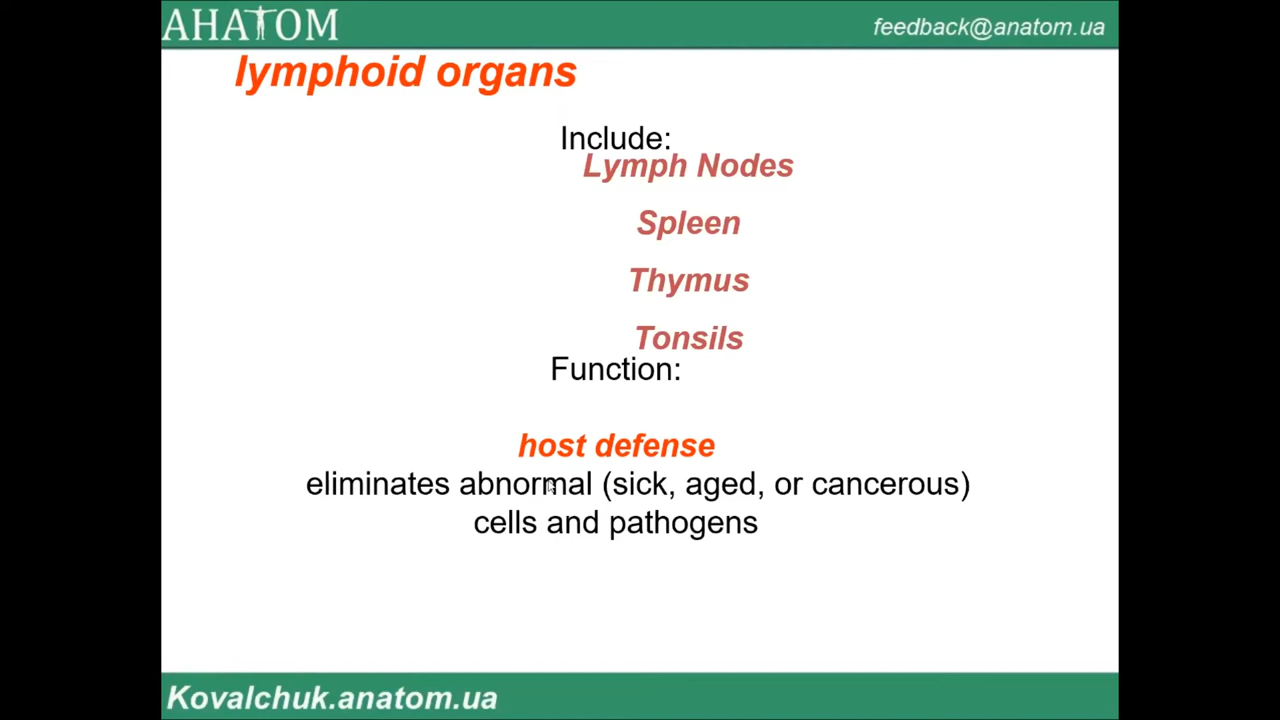 АНАТОМ
feedback@anatom.ua
lymphoid organs
Include:
Lymph Nodes
Spleen
Thymus
Tonsils
Function:
host defense
eliminates abnormal (sick, aged, or cancerous)
cells and pathogens
Kovalchuk.anatom.ua